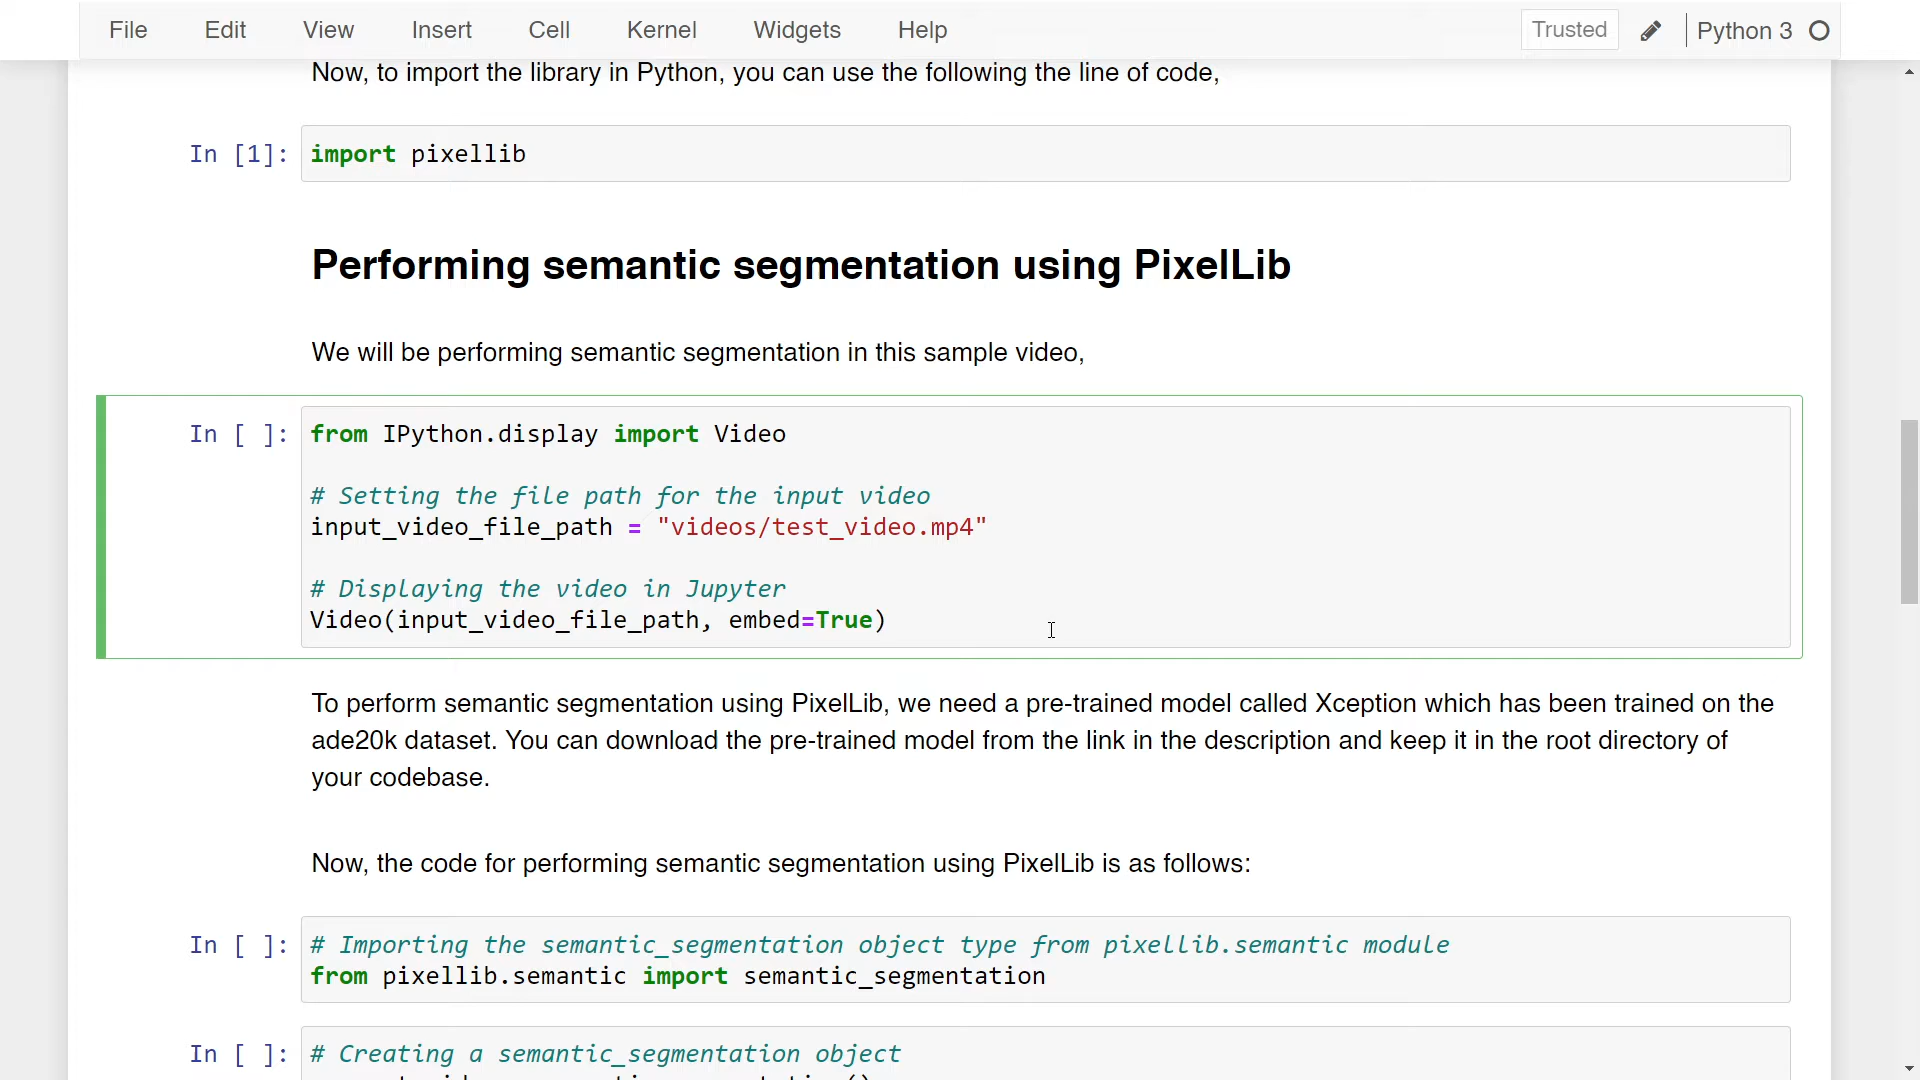 File Edit View Insert Cell Kernel Widgets Help Trusted Python 3
Now, to import the library in Python, you can use the following the line of code,
In [1]: import pixellib
Performing semantic segmentation using PixelLib
We will be performing semantic segmentation in this sample video,
In [ ]: from IPython.display import Video
# Setting the file path for the input video
input_video_file_path = "videos/test_video.mp4"
# Displaying the video in Jupyter
Video(input_video_file_path, embed=True)
To perform semantic segmentation using PixelLib, we need a pre-trained model called Xception which has been trained on the
ade20k dataset. You can download the pre-trained model from the link in the description and keep it in the root directory of
your codebase.
Now, the code for performing semantic segmentation using PixelLib is as follows:
In [ ]: # Importing the semantic_segmentation object type from pixellib.semantic module
from pixellib.semantic import semantic_segmentation
In [ ]: # Creating a semantic_segmentation object